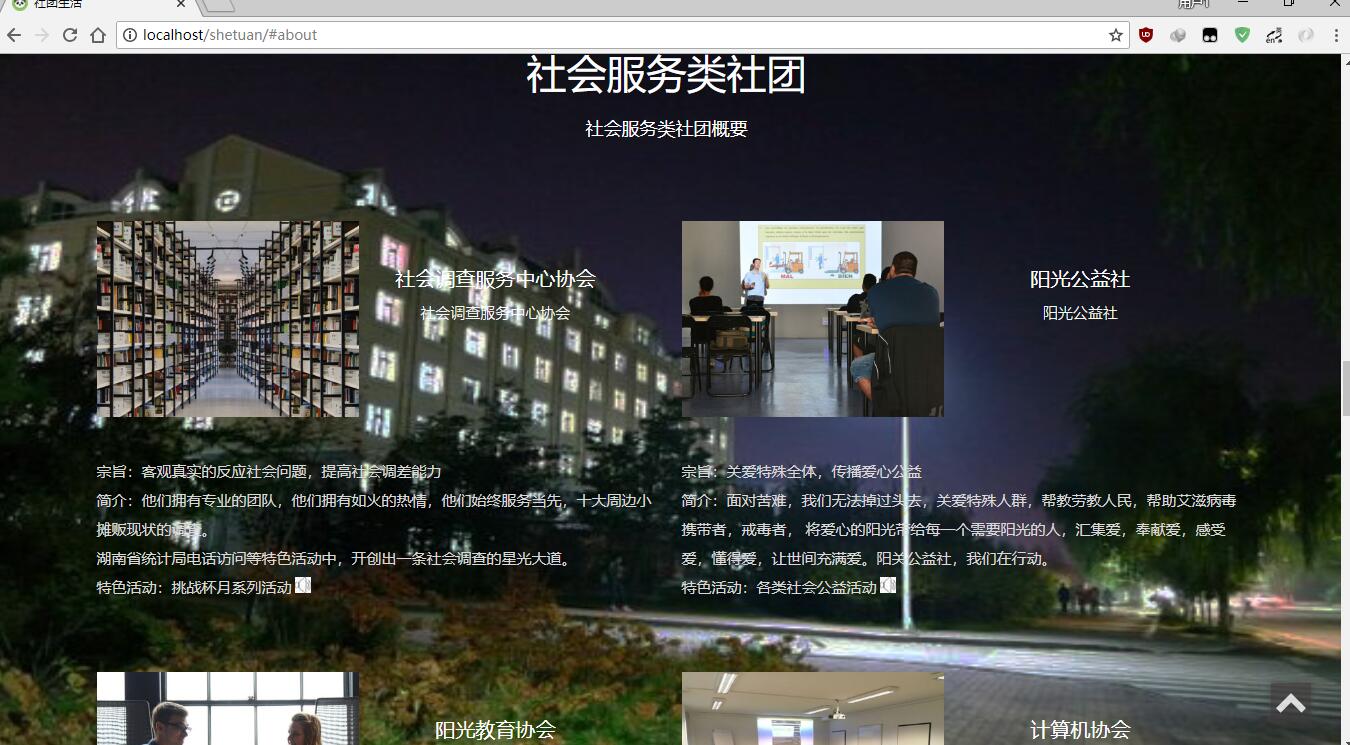 社团生活
用户1
localhost/shetuan/#about
社会服务类社团
社会服务类社团概要
社会调查服务中心协会
社会调查服务中心协会
MAL
BIEN
阳光公益社
阳光公益社
宗旨：客观真实的反应社会问题，提高社会调差能力
简介：他们拥有专业的团队，他们拥有如火的热情，他们始终服务当先，十大周边小
摊贩现状的调查。
湖南省统计局电话访问等特色活动中，开创出一条社会调查的星光大道。
特色活动：挑战杯月系列活动
宗旨：关爱特殊全体，传播爱心公益
简介：面对苦难，我们无法掉过头去，关爱特殊人群，帮教劳教人民，帮助艾滋病毒
携带者，戒毒者， 将爱心的阳光带给每一个需要阳光的人，汇集爱，奉献爱，感受
爱，懂得爱，让世间充满爱。阳关公益社，我们在行动。
特色活动：各类社会公益活动
阳光教育协会
计算机协会